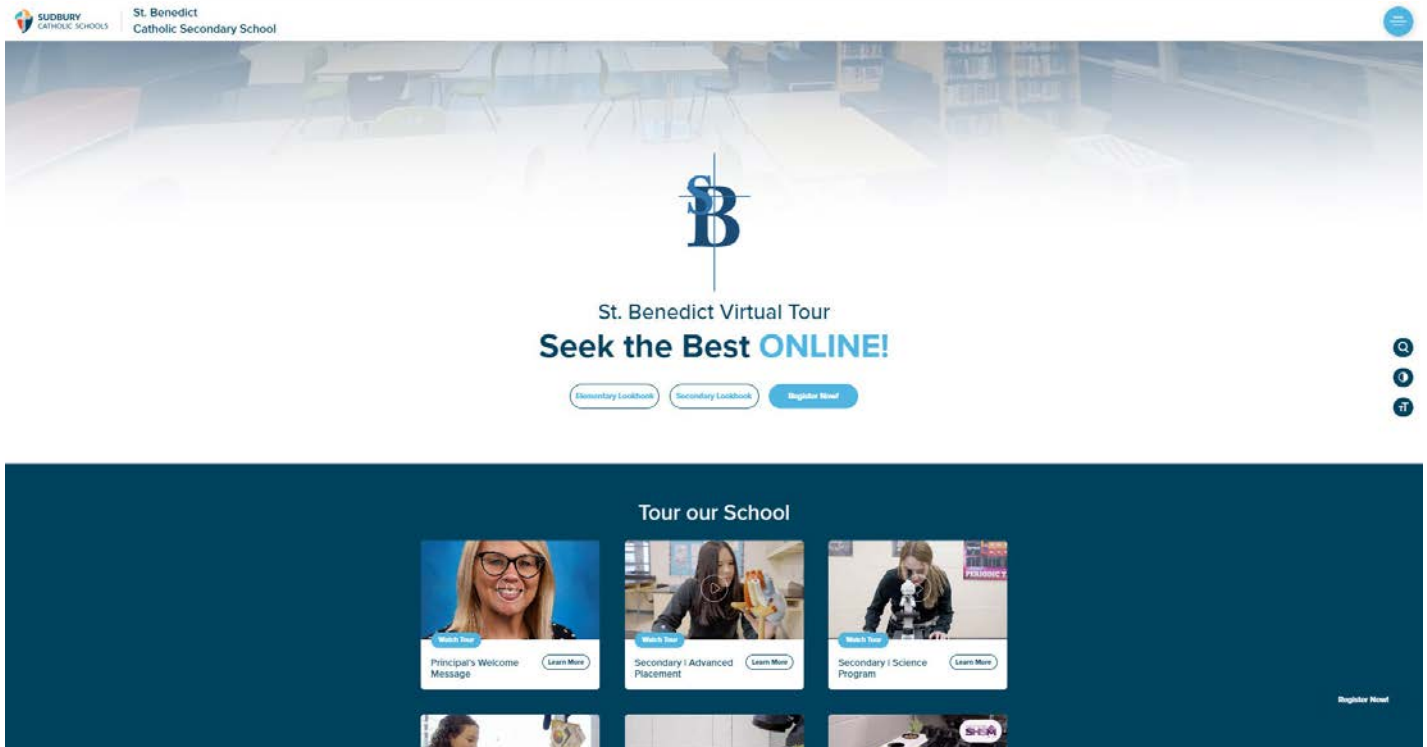 SUDBURY
CATHOLIC SCHOOLS
St. Benedict
Catholic Secondary School
SB
St. Benedict Virtual Tour
Seek the Best ONLINE!
Elementary Lookbook
Secondary Lookbook
Register Now!
Tour our School
Watch Tour
Watch Tour
Watch Tour
PERIODIC T
Principal's Welcome
Message
Learn More
Secondary | Advanced
Placement
Learn More
Secondary | Science
Program
Learn More
Register Now!
SHSM